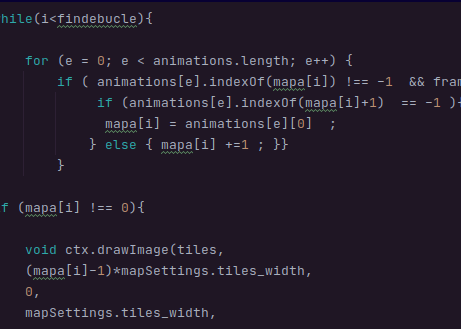 hile(i<findebucle){
for (e = 0; e < animations.length; e++) {
if ( animations[e].indexOf(mapa[i]) !== -1 && fram
if (animations[e].indexOf(mapa[i]+1) == -1 ){
mapa[i] = animations[e][0] ;
} else { mapa[i] +=1 ; }}
}
f (mapa[i] !== 0){
void ctx.drawImage(tiles,
(mapa[i]-1)*mapSettings.tiles_width,
0,
mapSettings.tiles_width,